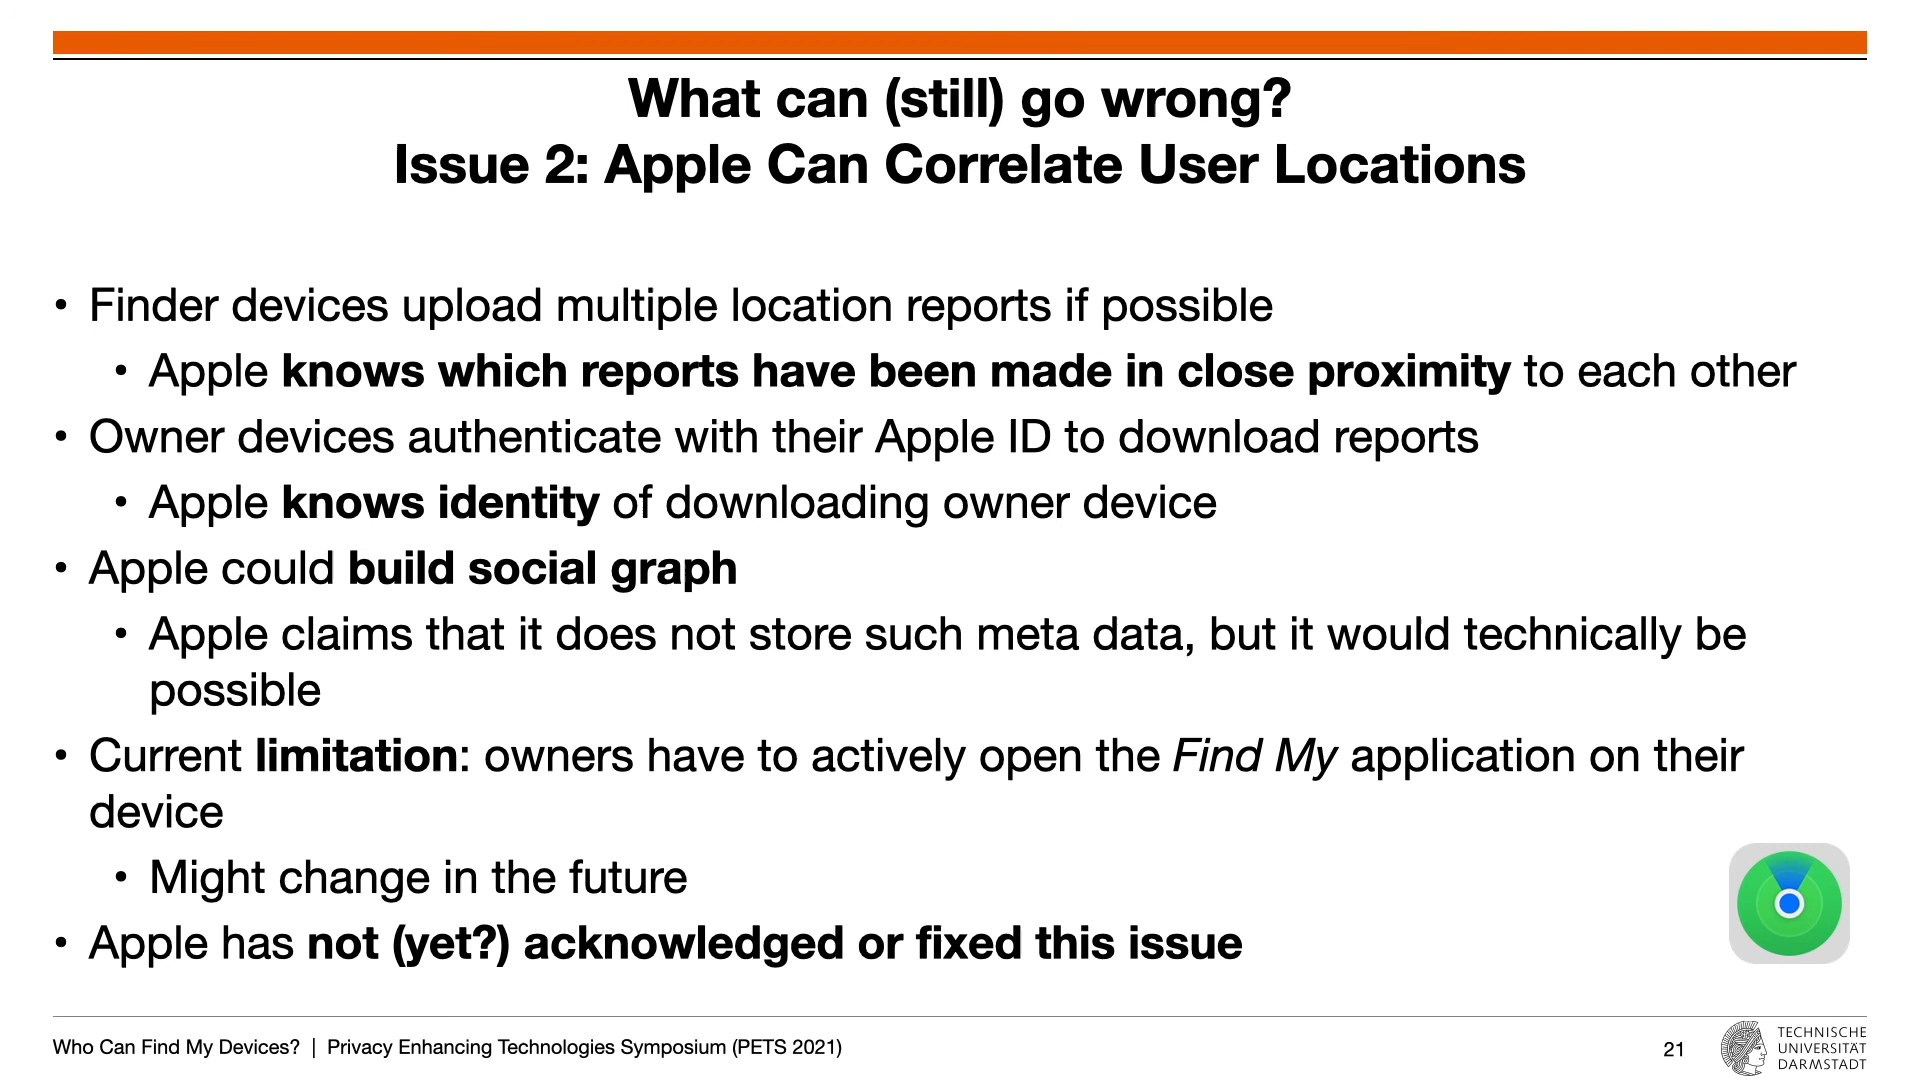 What can (still) go wrong?
Issue 2: Apple Can Correlate User Locations
• Finder devices upload multiple location reports if possible
• Apple knows which reports have been made in close proximity to each other
• Owner devices authenticate with their Apple ID to download reports
• Apple knows identity of downloading owner device
• Apple could build social graph
• Apple claims that it does not store such meta data, but it would technically be
possible
• Current limitation: owners have to actively open the Find My application on their
device
• Might change in the future
• Apple has not (yet?) acknowledged or fixed this issue
Who Can Find My Devices? | Privacy Enhancing Technologies Symposium (PETS 2021)
21
TECHNISCHE
UNIVERSITÄT
DARMSTADT